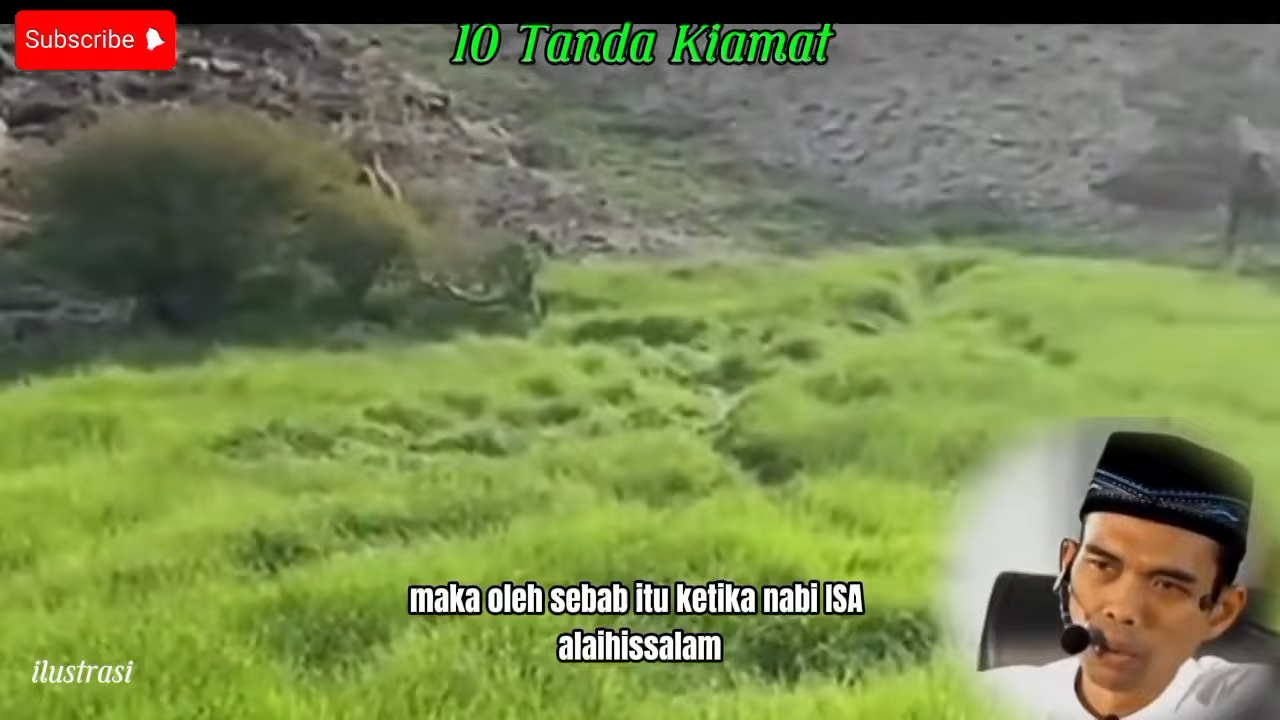 Subscribe
10 Tanda Kiamat
maka oleh sebab itu ketika nabi ISA
alaihissalam
ilustrasi